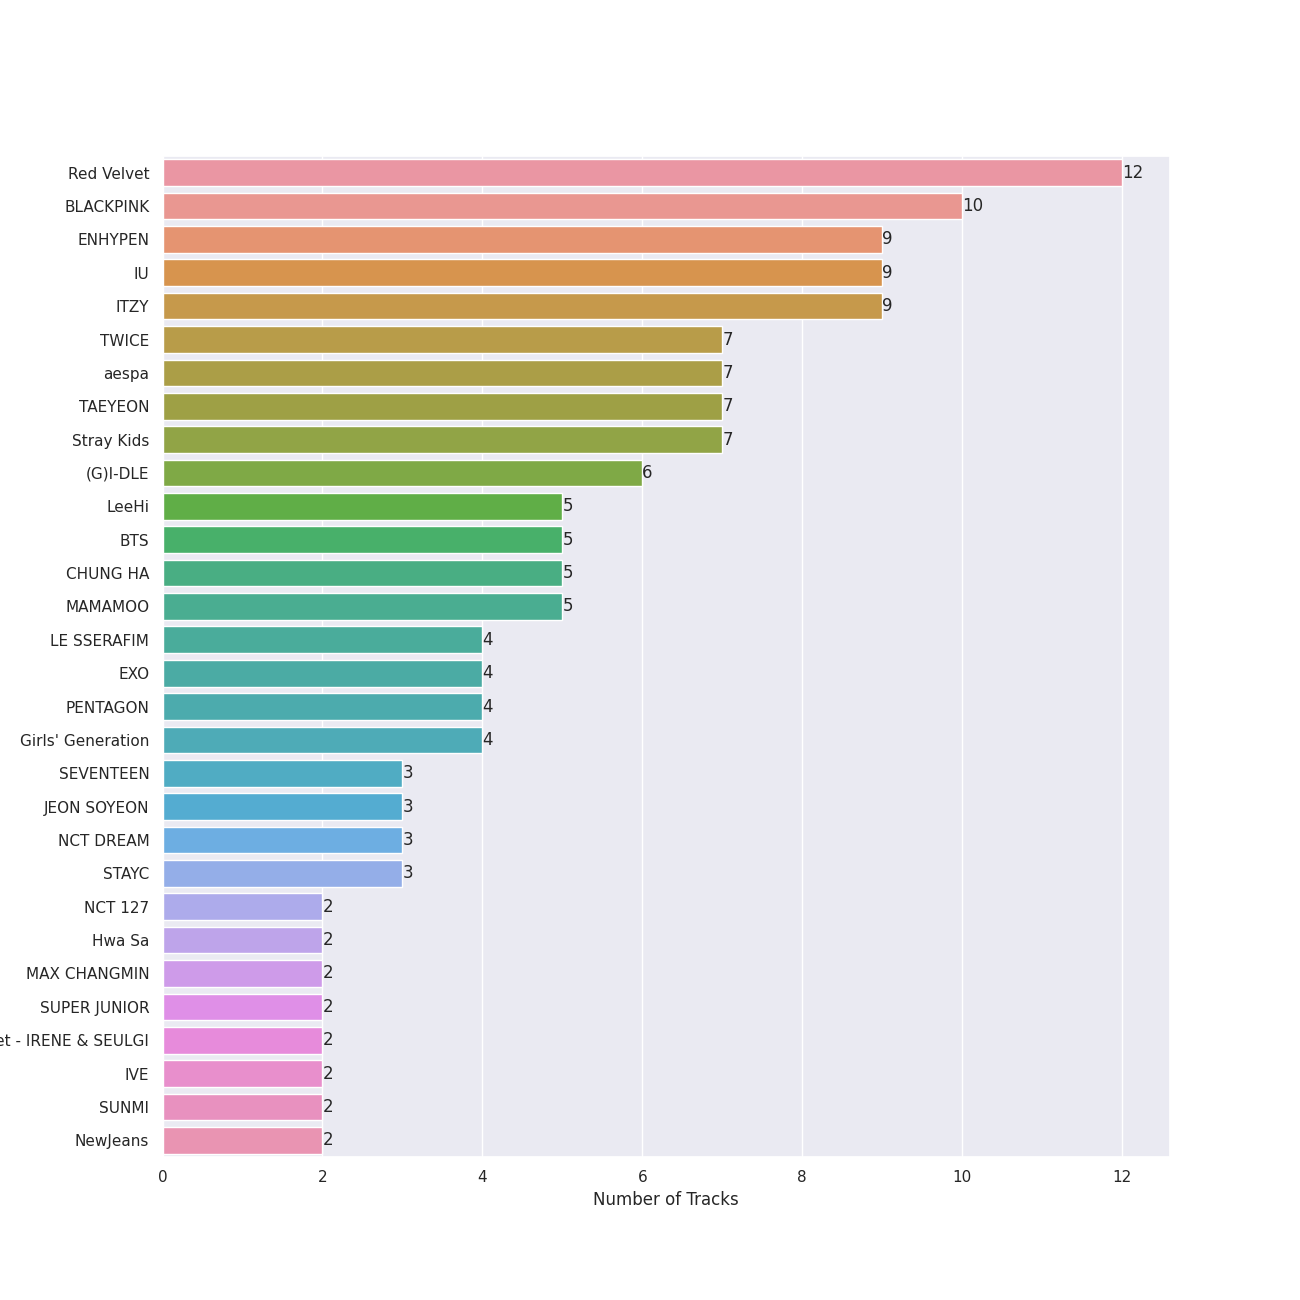 Red Velvet 12
BLACKPINK 10
ENHYPEN 9
IU 9
ITZY 9
TWICE 7
aespa 7
TAEYEON 7
Stray Kids 7
(G)I-DLE 6
LeeHi 5
BTS 5
CHUNG HA 5
MAMAMOO 5
LE SSERAFIM 4
EXO 4
PENTAGON 4
Girls' Generation 4
SEVENTEEN 3
JEON SOYEON 3
NCT DREAM 3
STAYC 3
NCT 127 2
Hwa Sa 2
MAX CHANGMIN 2
SUPER JUNIOR 2
et - IRENE & SEULGI 2
IVE 2
SUNMI 2
NewJeans 2
0 2 4 6 8 10 12
Number of Tracks